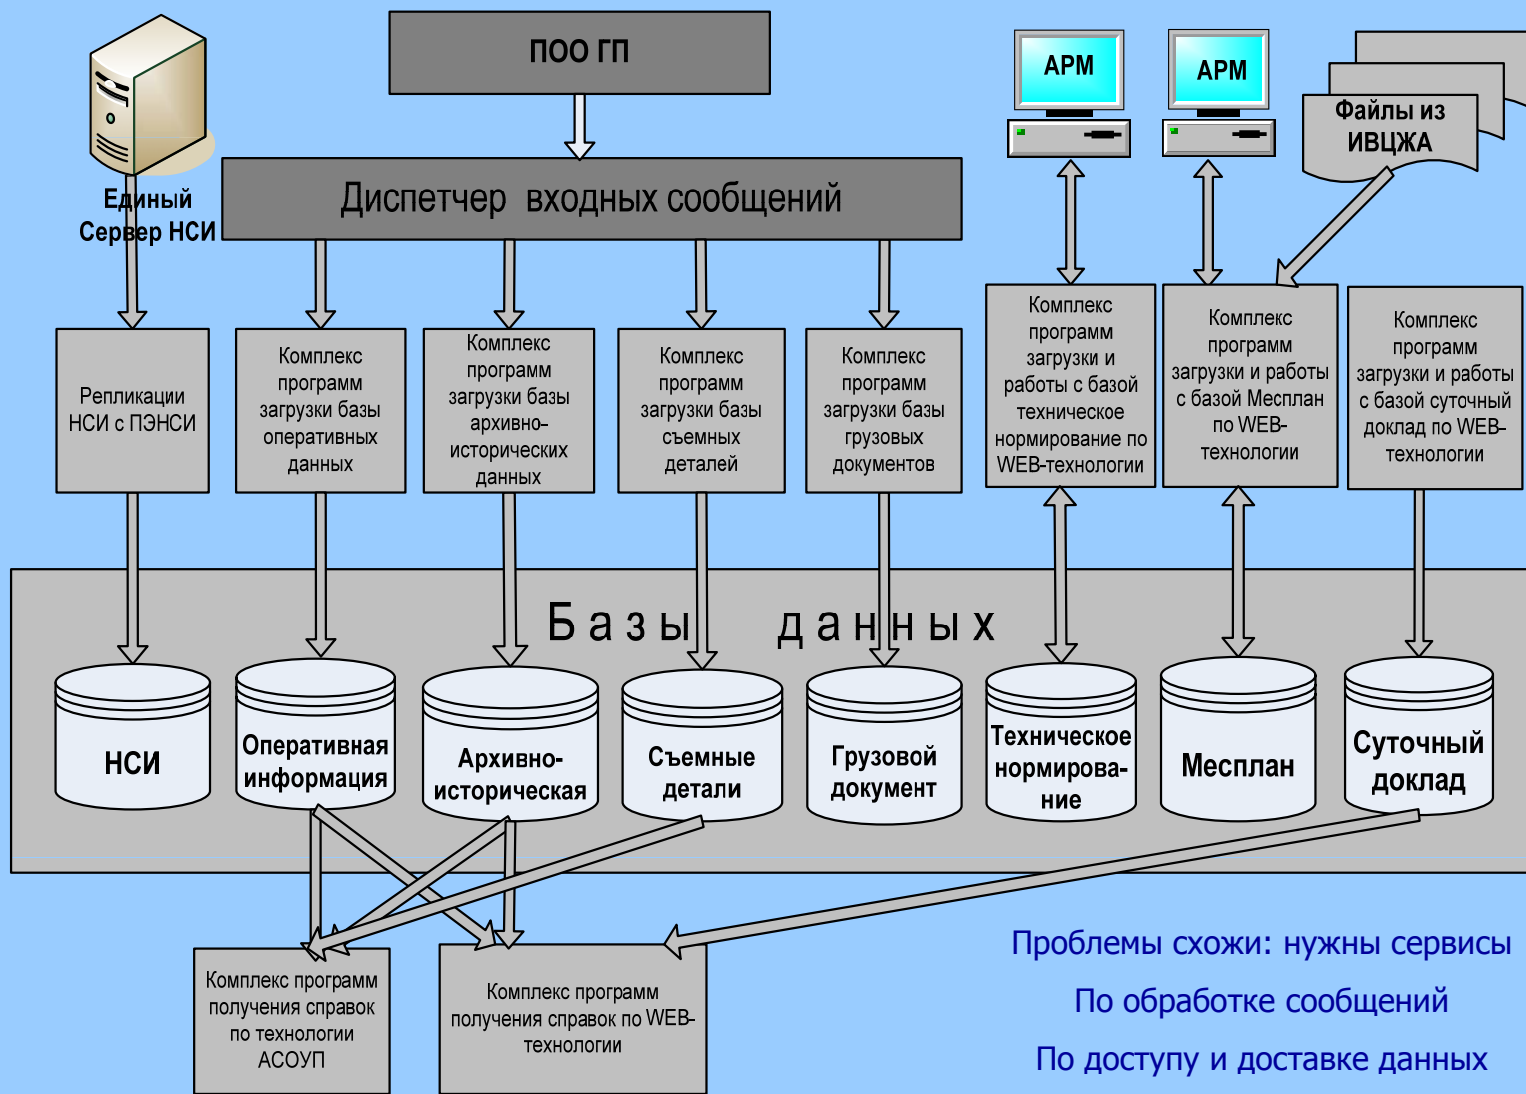 ПОО ГП
АРМ
АРМ
Файлы из
ИВЦЖА
Единый
Сервер НСИ
Диспетчер входных сообщений
Репликации
НСИ с ПЭНСИ
Комплекс
программ
загрузки базы
оперативных
данных
Комплекс
программ
загрузки базы
архивно-
исторических
данных
Комплекс
программ
загрузки базы
съемных
деталей
Комплекс
программ
загрузки базы
грузовых
документов
Комплекс
программ
загрузки и
работы с базой
техническое
нормирование по
WEB-технологии
Комплекс
программ
загрузки и работы
с базой Месплан
по WEB-
технологии
Комплекс
программ
загрузки и работы
с базой суточный
доклад по WEB-
технологии
Базы данных
НСИ
Оперативная
информация
Архивно-
историческая
Съемные
детали
Грузовой
документ
Техническое
нормирова-
ние
Месплан
Суточный
доклад
Комплекс программ
получения справок
по технологии
АСОУП
Комплекс программ
получения справок по WEB-
технологии
Проблемы схожи: нужны сервисы
По обработке сообщений
По доступу и доставке данных